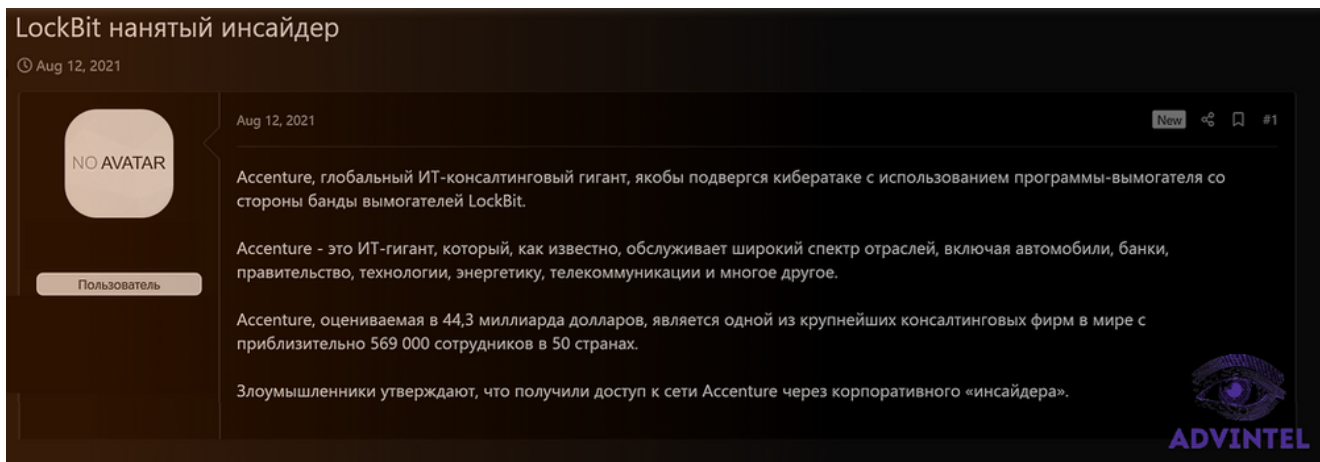 LockBit нанятый инсайдер
Aug 12, 2021
NO AVATAR
Пользователь
Aug 12, 2021
New
#1
Accenture, глобальный ИТ-консалтинговый гигант, якобы подвергся кибератаке с использованием программы-вымогателя со
стороны банды вымогателей LockBit.
Accenture - это ИТ-гигант, который, как известно, обслуживает широкий спектр отраслей, включая автомобили, банки,
правительство, технологии, энергетику, телекоммуникации и многое другое.
Accenture, оцениваемая в 44,3 миллиарда долларов, является одной из крупнейших консалтинговых фирм в мире с
приблизительно 569 000 сотрудников в 50 странах.
Злоумышленники утверждают, что получили доступ к сети Accenture через корпоративного «инсайдера».
ADVINTEL